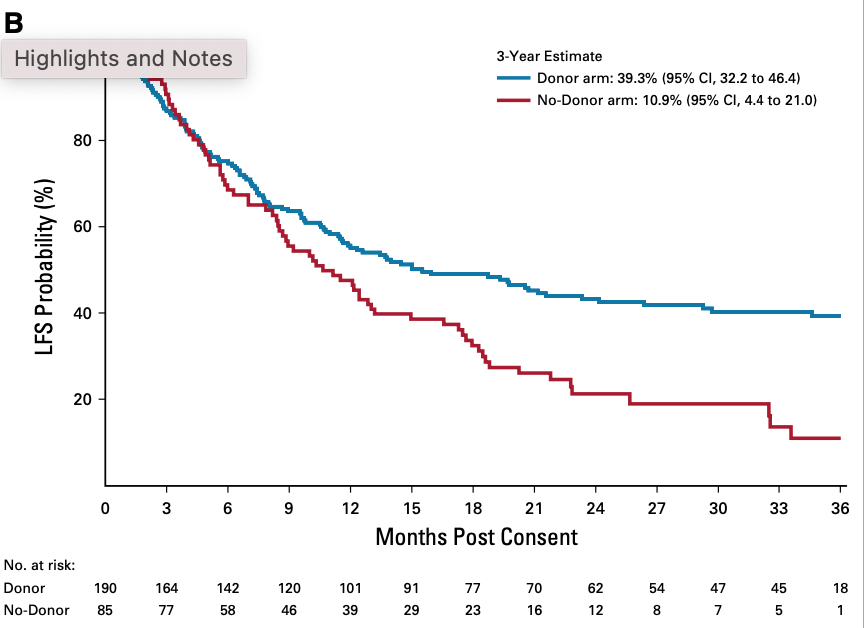 B
Highlights and Notes
3-Year Estimate
Donor arm: 39.3% (95% CI, 32.2 to 46.4)
No-Donor arm: 10.9% (95% CI, 4.4 to 21.0)
LFS Probability (%)
80
60
40
20
0 3 6 9 12 15 18 21 24 27 30 33 36
Months Post Consent
No. at risk:
Donor 190 164 142 120 101 91 77 70 62 54 47 45 18
No-Donor 85 77 58 46 39 29 23 16 12 8 7 5 1